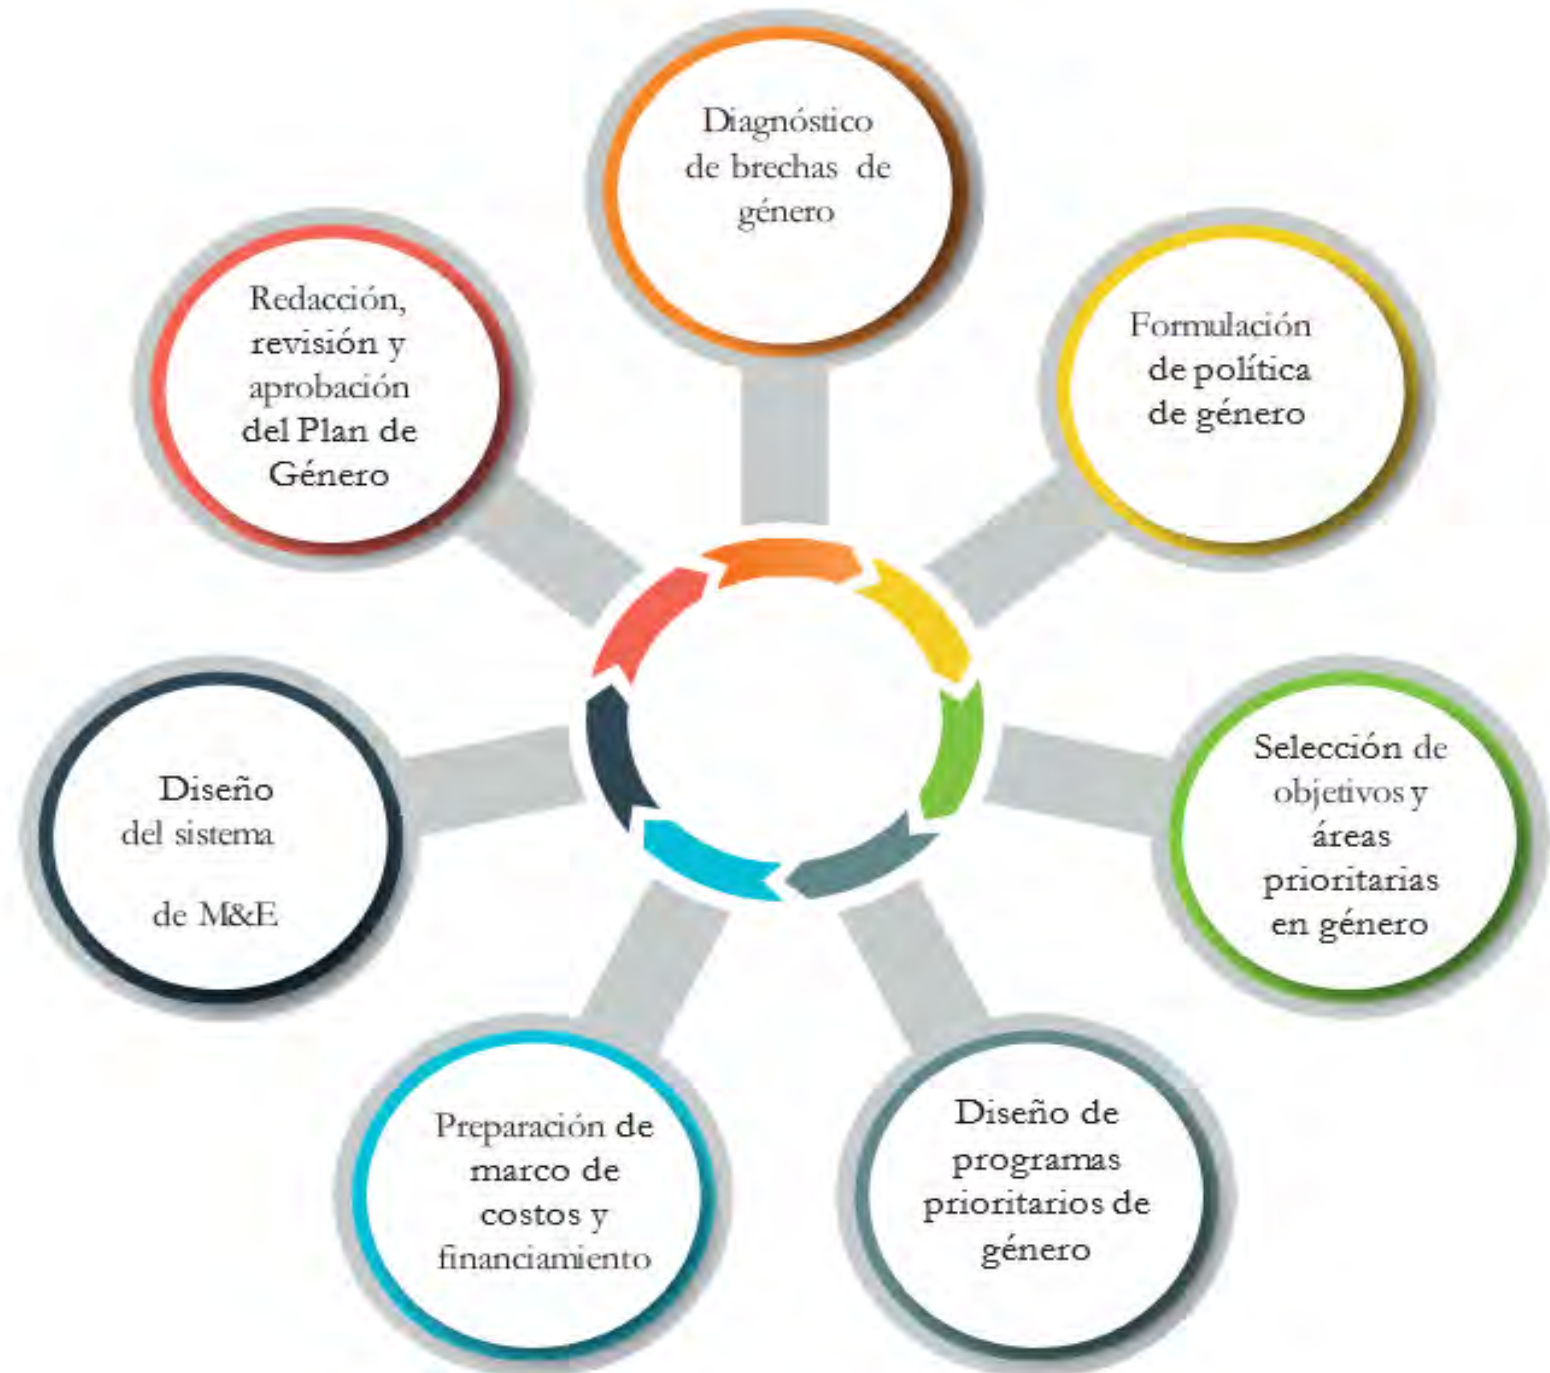 Diagnóstico
de brechas de
género
Formulación
de política
de género
Selección de
objetivos y
áreas
prioritarias
en género
Diseño de
programas
prioritarios de
género
Preparación de
marco de
costos y
financiamiento
Diseño
del sistema
de M&E
Redacción,
revisión y
aprobación
del Plan de
Género